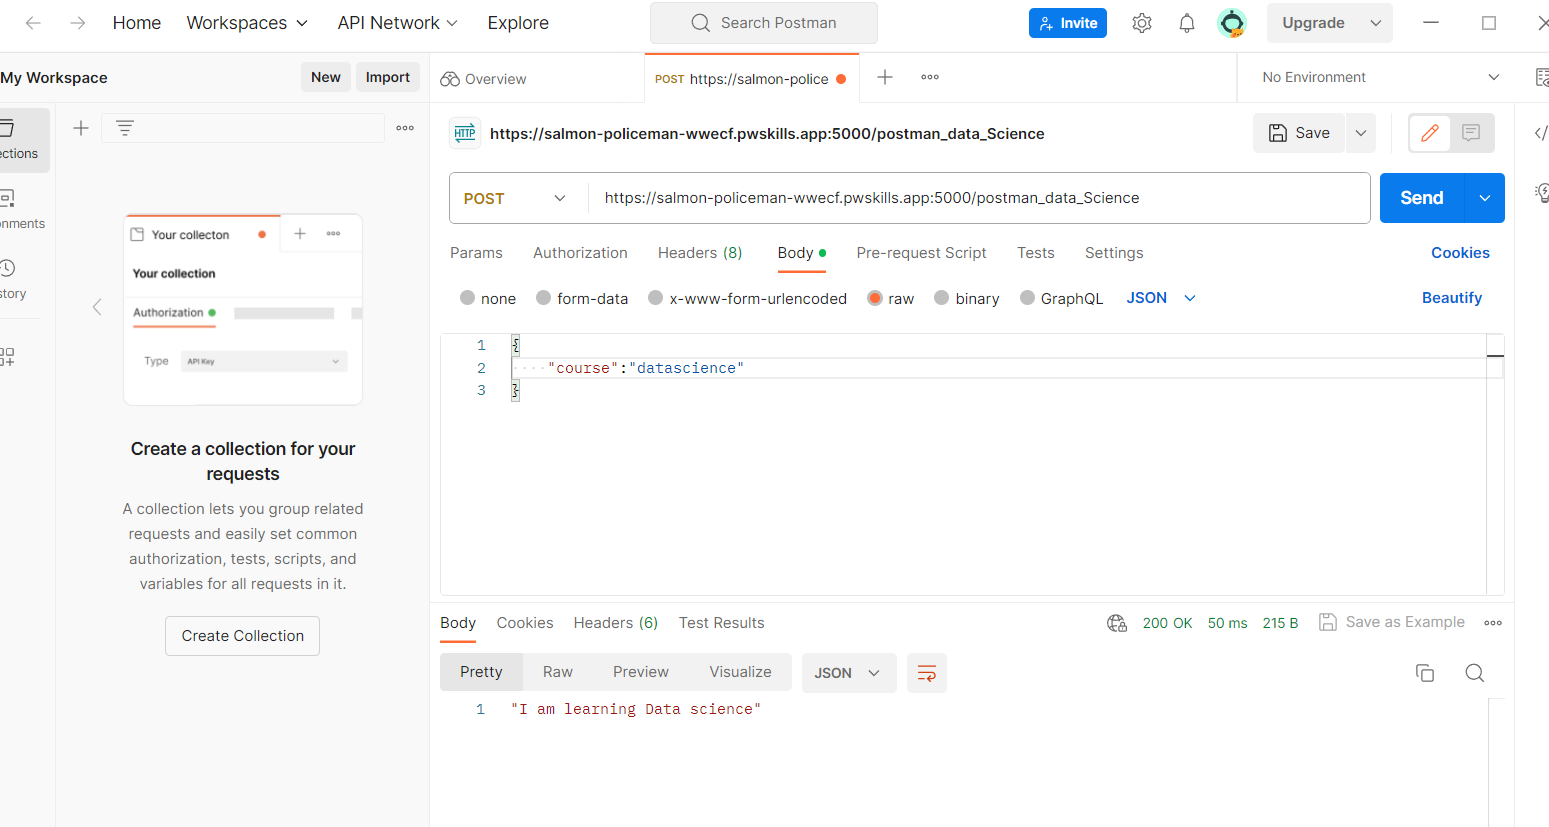 Home Workspaces API Network Explore Search Postman Invite Upgrade
My Workspace New Import Overview POST https://salmon-police No Environment
ections
onments
story
Your collecton
Your collection
Authorization
Type API Key
Create a collection for your
requests
A collection lets you group related
requests and easily set common
authorization, tests, scripts, and
variables for all requests in it.
Create Collection
HTTP https://salmon-policeman-wwecf.pwskills.app:5000/postman_data_Science Save
POST https://salmon-policeman-wwecf.pwskills.app:5000/postman_data_Science Send
Params Authorization Headers (8) Body Pre-request Script Tests Settings Cookies
none form-data x-www-form-urlencoded raw binary GraphQL JSON Beautify
1 {
2 "course":"datascience"
3 }
Body Cookies Headers (6) Test Results 200 OK 50 ms 215 B Save as Example
Pretty Raw Preview Visualize JSON
1 "I am learning Data science"